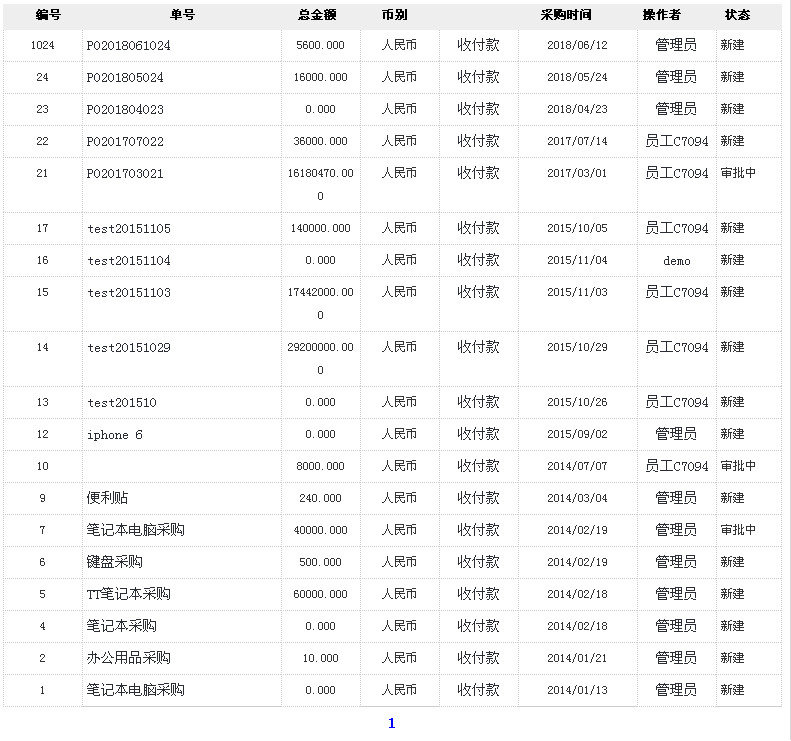 编号 单号 总金额 币别 采购时间 操作者 状态
1024 PO2018061024 5600.000 人民币 收付款 2018/06/12 管理员 新建
24 PO201805024 16000.000 人民币 收付款 2018/05/24 管理员 新建
23 PO201804023 0.000 人民币 收付款 2018/04/23 管理员 新建
22 PO201707022 36000.000 人民币 收付款 2017/07/14 员工C7094 新建
21 PO201703021 16180470.00 人民币 收付款 2017/03/01 员工C7094 审批中
0
17 test20151105 140000.000 人民币 收付款 2015/10/05 员工C7094 新建
16 test20151104 0.000 人民币 收付款 2015/11/04 demo 新建
15 test20151103 17442000.00 人民币 收付款 2015/11/03 员工C7094 新建
0
14 test20151029 29200000.00 人民币 收付款 2015/10/29 员工C7094 新建
0
13 test201510 0.000 人民币 收付款 2015/10/26 员工C7094 新建
12 iphone 6 0.000 人民币 收付款 2015/09/02 管理员 新建
10 8000.000 人民币 收付款 2014/07/07 员工C7094 审批中
9 便利贴 240.000 人民币 收付款 2014/03/04 管理员 新建
7 笔记本电脑采购 40000.000 人民币 收付款 2014/02/19 管理员 审批中
6 键盘采购 500.000 人民币 收付款 2014/02/19 管理员 新建
5 TT笔记本采购 60000.000 人民币 收付款 2014/02/18 管理员 新建
4 笔记本采购 0.000 人民币 收付款 2014/02/18 管理员 新建
2 办公用品采购 10.000 人民币 收付款 2014/01/21 管理员 新建
1 笔记本电脑采购 0.000 人民币 收付款 2014/01/13 管理员 新建
1